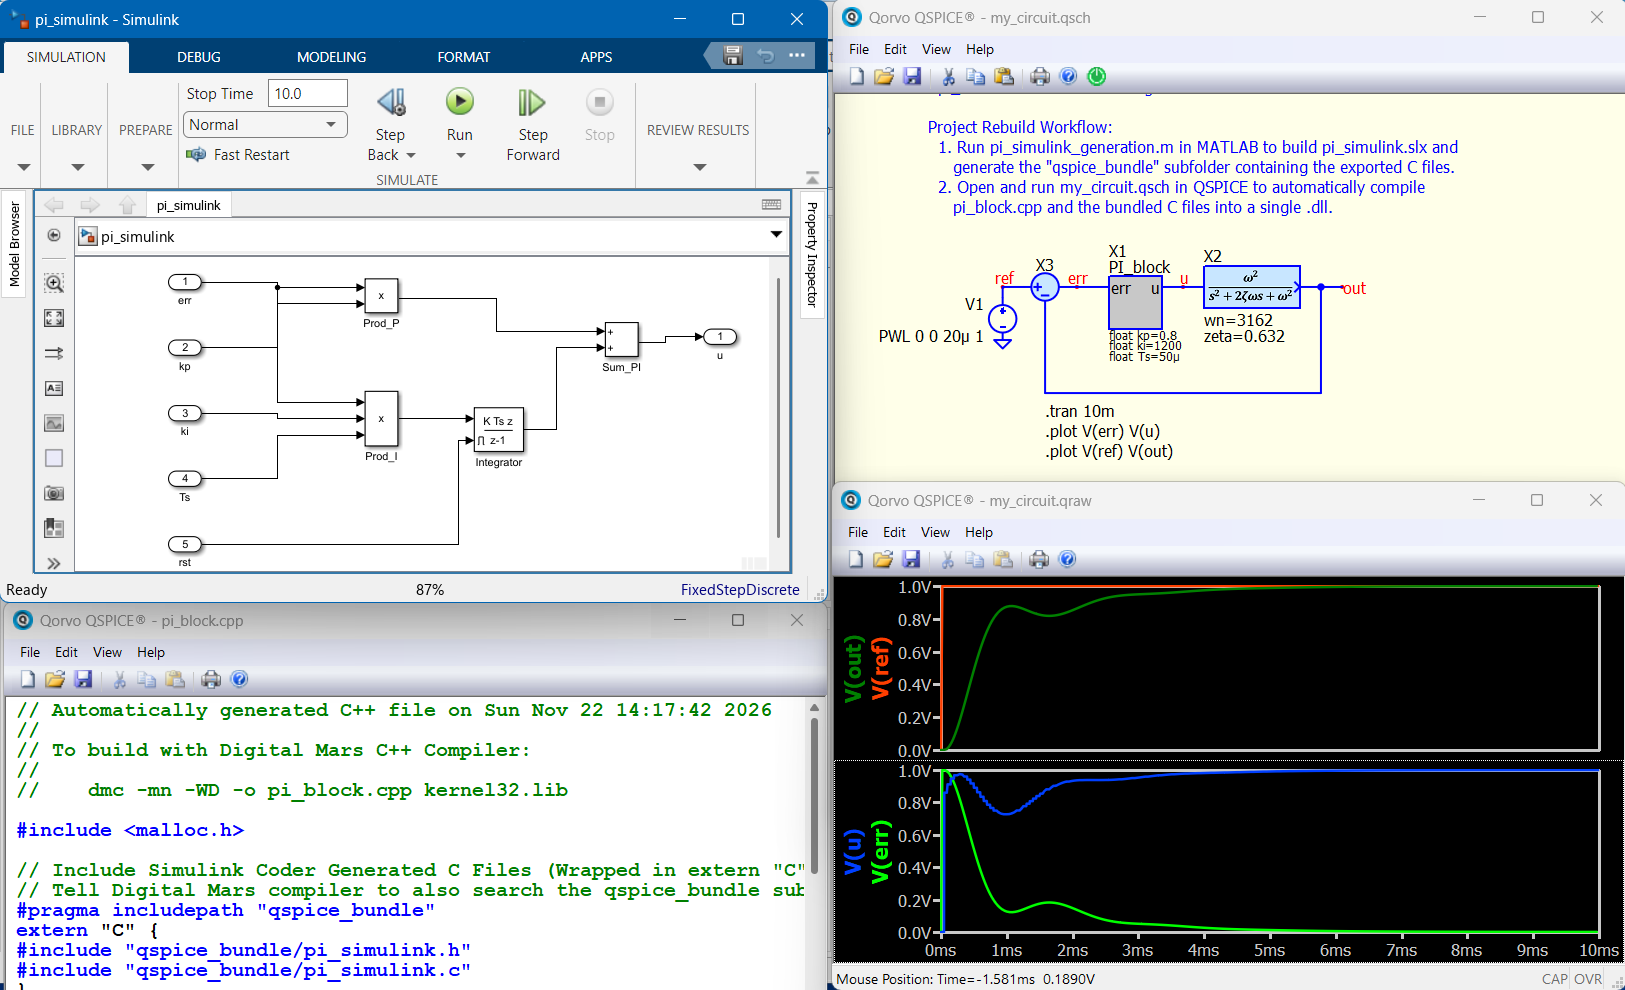 pi_simulink - Simulink
SIMULATION DEBUG MODELING FORMAT APPS
FILE
LIBRARY
PREPARE
Stop Time 10.0
Normal
Fast Restart
Step Back
Run
Step Forward
Stop
SIMULATE
REVIEW RESULTS
Model Browser
pi_simulink
pi_simulink
Property Inspector
1
err
2
kp
3
ki
4
Ts
5
rst
x
Prod_P
x
Prod_I
K Ts z
z-1
Integrator
+
+
Sum_PI
1
u
Ready 87% FixedStepDiscrete
Qorvo QSPICE® - pi_block.cpp
File Edit View Help
// Automatically generated C++ file on Sun Nov 22 14:17:42 2026
//
// To build with Digital Mars C++ Compiler:
//
// dmc -mn -WD -o pi_block.cpp kernel32.lib
#include <malloc.h>
// Include Simulink Coder Generated C Files (Wrapped in extern "C"
// Tell Digital Mars compiler to also search the qspice_bundle sub
#pragma includepath "qspice_bundle"
extern "C" {
#include "qspice_bundle/pi_simulink.h"
#include "qspice_bundle/pi_simulink.c"
Qorvo QSPICE® - my_circuit.qsch
File Edit View Help
Project Rebuild Workflow:
1. Run pi_simulink_generation.m in MATLAB to build pi_simulink.slx and
generate the "qspice_bundle" subfolder containing the exported C files.
2. Open and run my_circuit.qsch in QSPICE to automatically compile
pi_block.cpp and the bundled C files into a single .dll.
V1
PWL 0 0 20µ 1
ref
X3
err
X1
PI_block
err u
float kp=0.8
float ki=1200
float Ts=50µ
u
X2
ω²
s² + 2ζωs + ω²
wn=3162
zeta=0.632
out
.tran 10m
.plot V(err) V(u)
.plot V(ref) V(out)
Qorvo QSPICE® - my_circuit.qraw
File Edit View Help
V(out)
V(ref)
1.0V
0.8V
0.6V
0.4V
0.2V
0.0V
V(u)
V(err)
1.0V
0.8V
0.6V
0.4V
0.2V
0.0V
0ms 1ms 2ms 3ms 4ms 5ms 6ms 7ms 8ms 9ms 10ms
Mouse Position: Time=-1.581ms 0.1890V CAP OVR